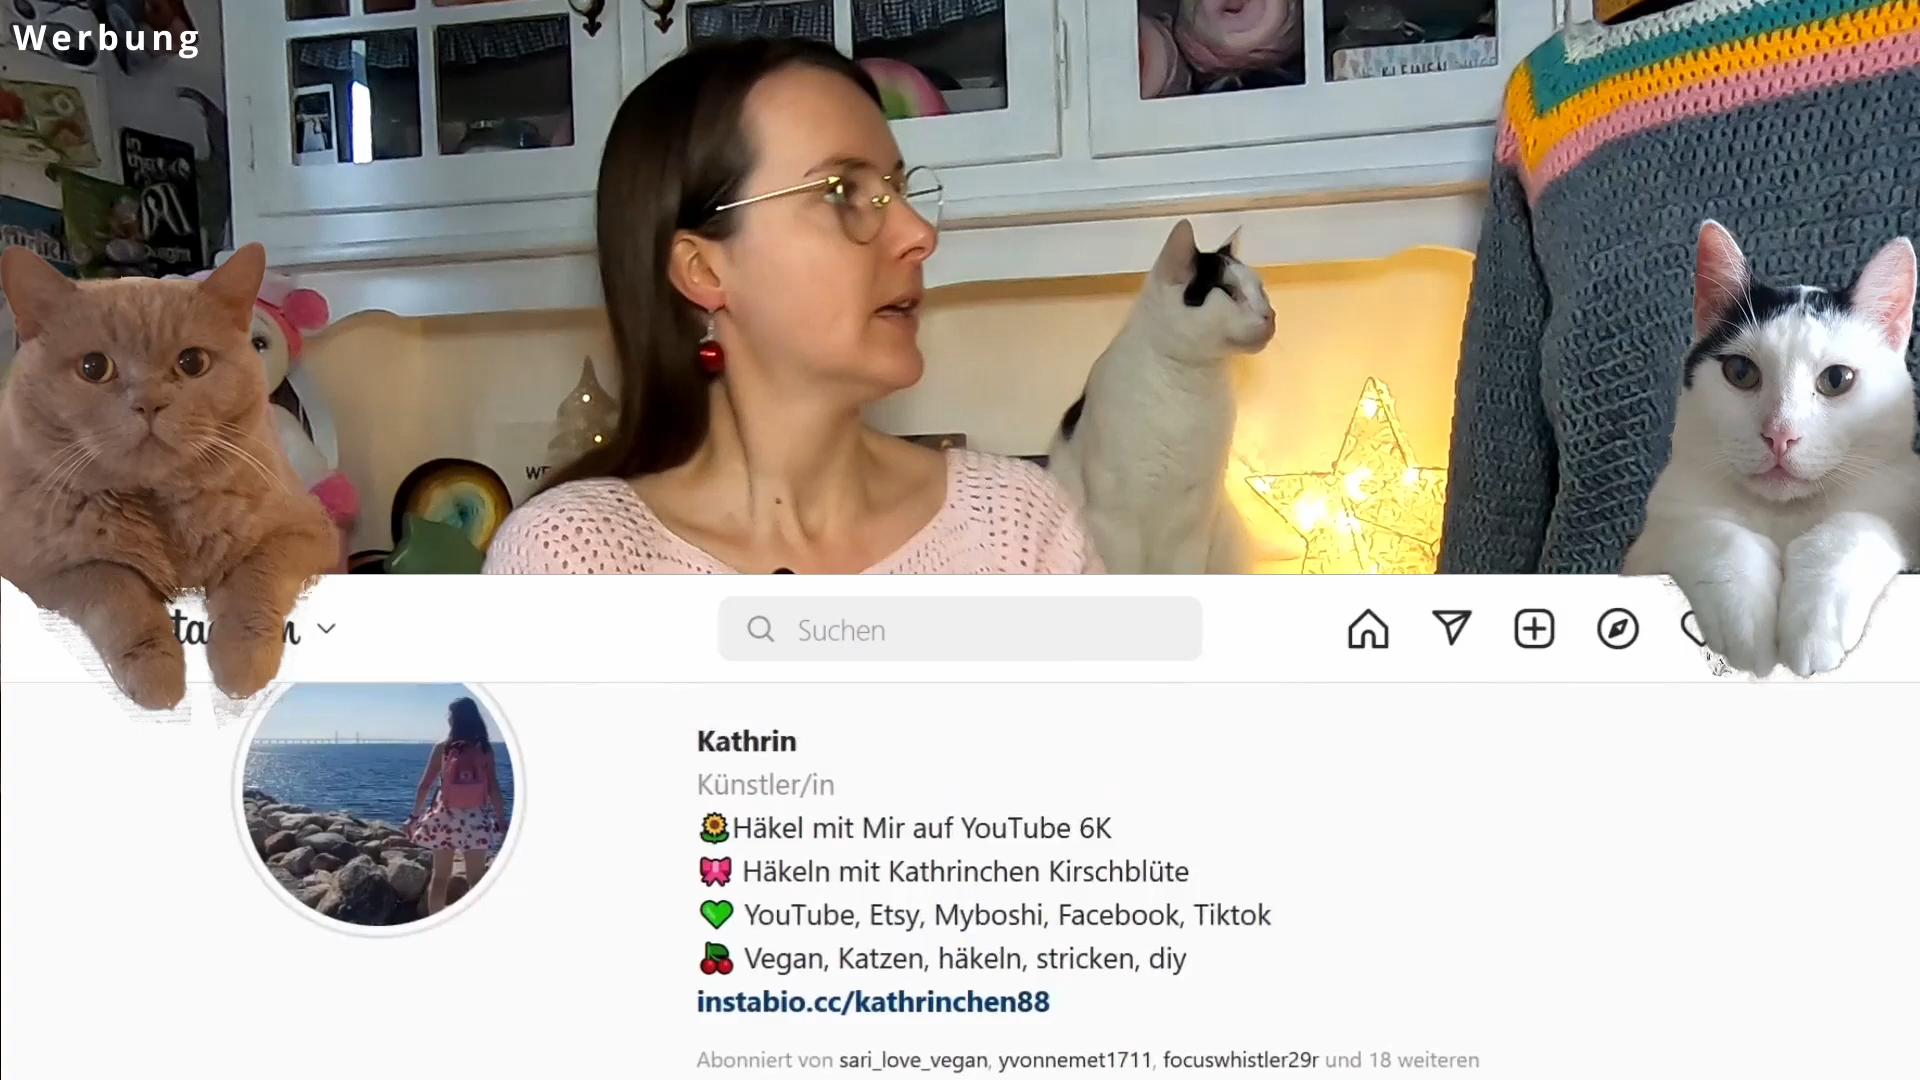 Werbung
KLEINEN
Suchen
Kathrin
Künstler/in
🌻Häkel mit Mir auf YouTube 6K
🎀 Häkeln mit Kathrinchen Kirschblüte
💚 YouTube, Etsy, Myboshi, Facebook, Tiktok
🍒 Vegan, Katzen, häkeln, stricken, diy
instabio.cc/kathrinchen88
Abonniert von sari_love_vegan, yvonnemet1711, focuswhistler29r und 18 weiteren